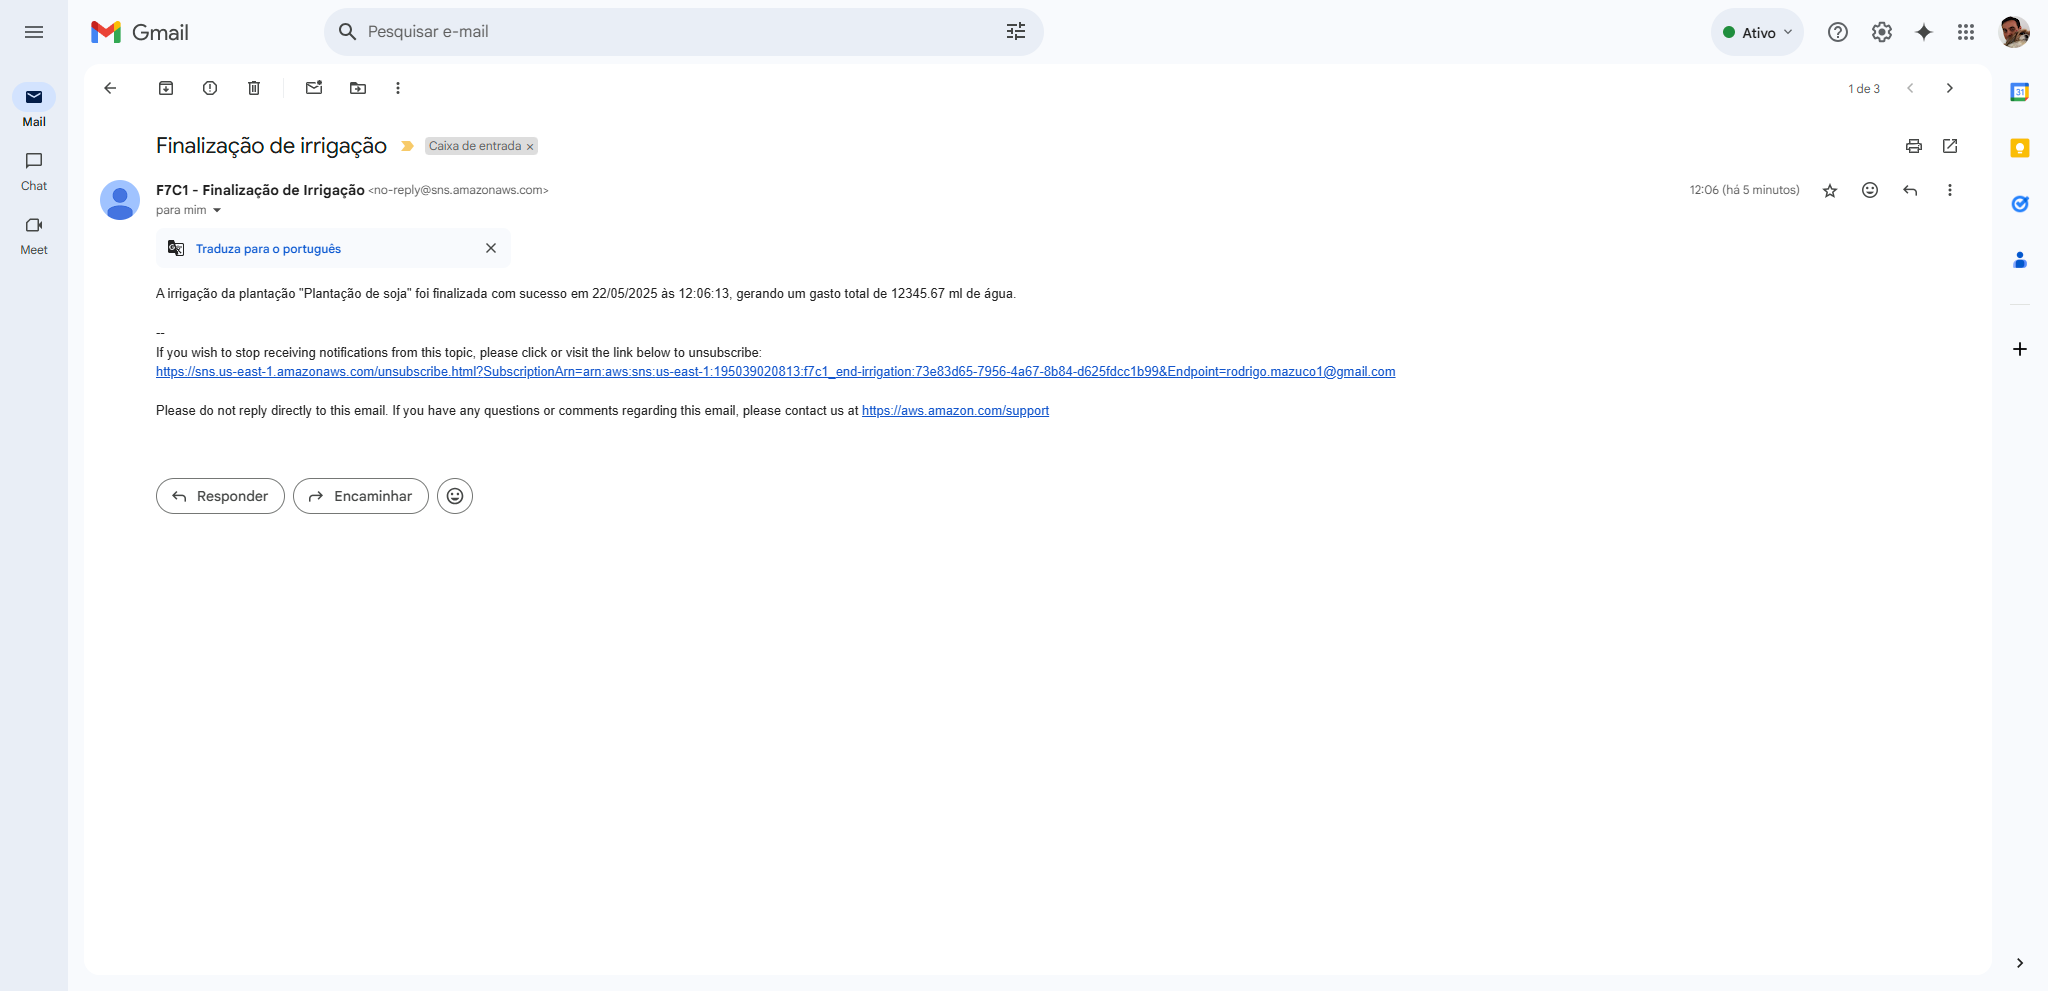 Gmail
Pesquisar e-mail
Ativo
Mail
Chat
Meet
1 de 3
31
Finalização de irrigação
Caixa de entrada ×
F7C1 - Finalização de Irrigação <no-reply@sns.amazonaws.com>
12:06 (há 5 minutos)
para mim
Traduza para o português
A irrigação da plantação "Plantação de soja" foi finalizada com sucesso em 22/05/2025 às 12:06:13, gerando um gasto total de 12345.67 ml de água.
--
If you wish to stop receiving notifications from this topic, please click or visit the link below to unsubscribe:
https://sns.us-east-1.amazonaws.com/unsubscribe.html?SubscriptionArn=arn:aws:sns:us-east-1:195039020813:f7c1_end-irrigation:73e83d65-7956-4a67-8b84-d625fdcc1b99&Endpoint=rodrigo.mazuco1@gmail.com
Please do not reply directly to this email. If you have any questions or comments regarding this email, please contact us at https://aws.amazon.com/support
Responder
Encaminhar